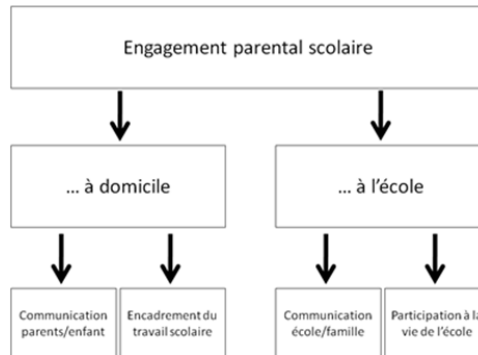 Engagement parental scolaire
... à domicile
... à l'école
Communication
parents/enfant
Encadrement du
travail scolaire
Communication
école/famille
Participation à la
vie de l'école